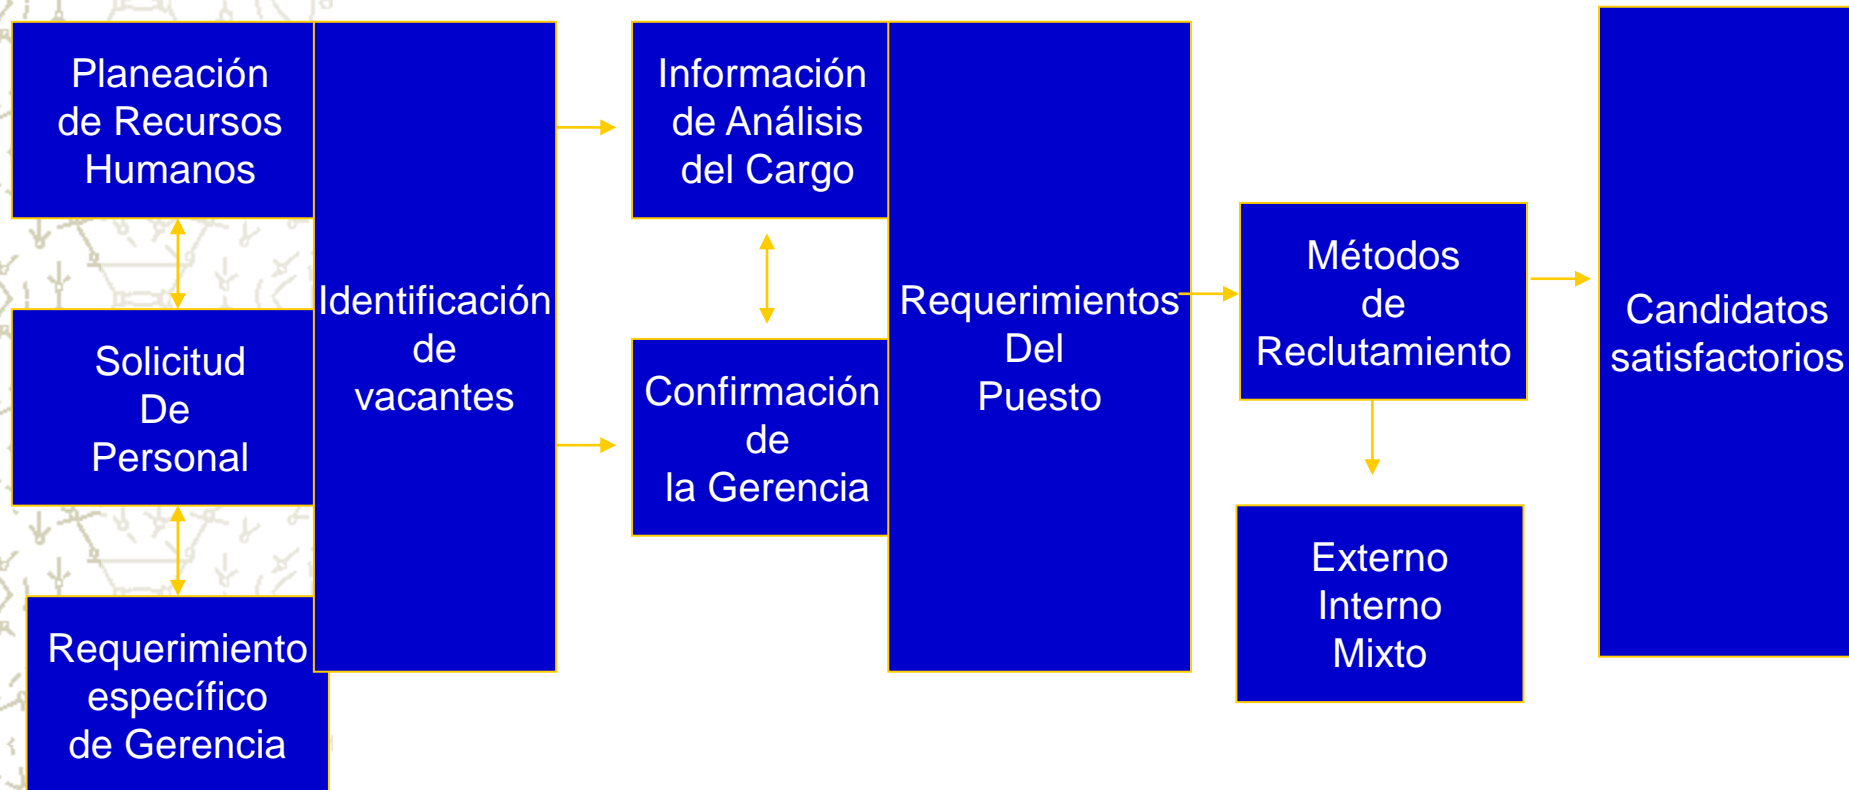 Planeación
de Recursos
Humanos
Solicitud
De
Personal
Requerimiento
específico
de Gerencia
Identificación
de
vacantes
Información
de Análisis
del Cargo
Confirmación
de
la Gerencia
Requerimientos
Del
Puesto
Métodos
de
Reclutamiento
Externo
Interno
Mixto
Candidatos
satisfactorios